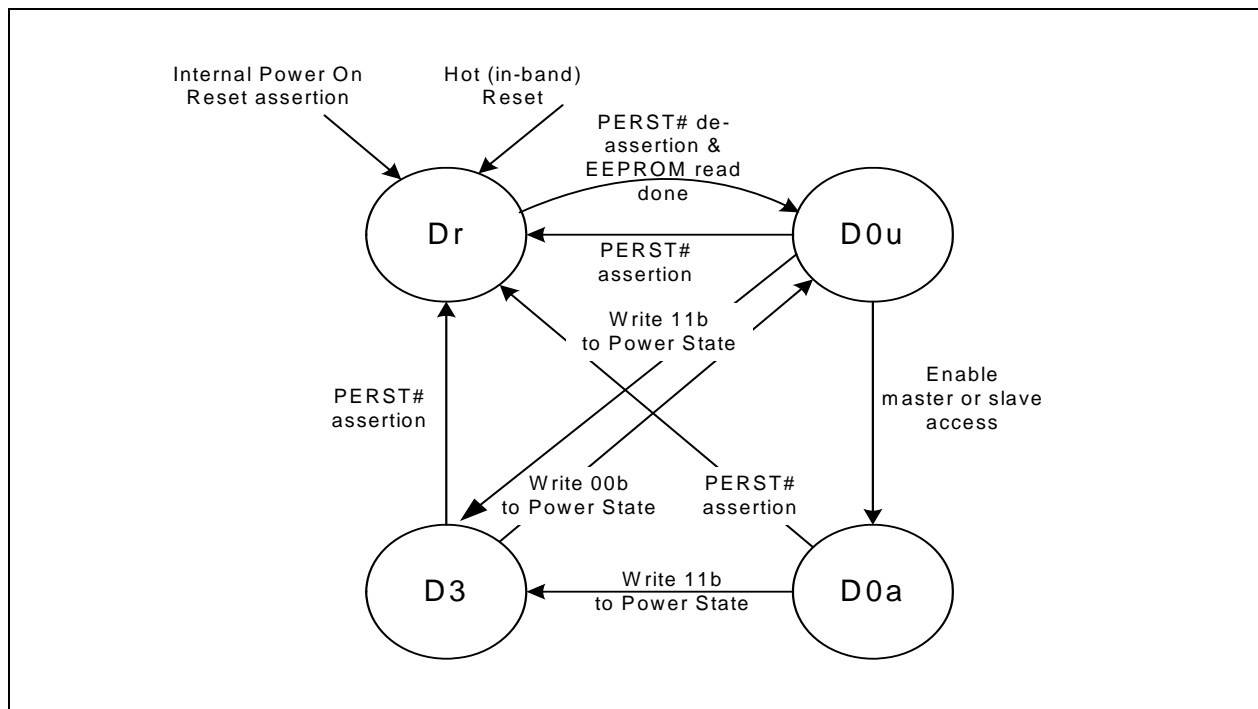 Internal Power On
Reset assertion
Hot (in-band)
Reset
PERST# de-
assertion &
EEPROM read
done
Dr
D0u
PERST#
assertion
Write 11b
to Power State
PERST#
assertion
Enable
master or slave
access
Write 00b
to Power State
PERST#
assertion
D3
Write 11b
to Power State
D0a